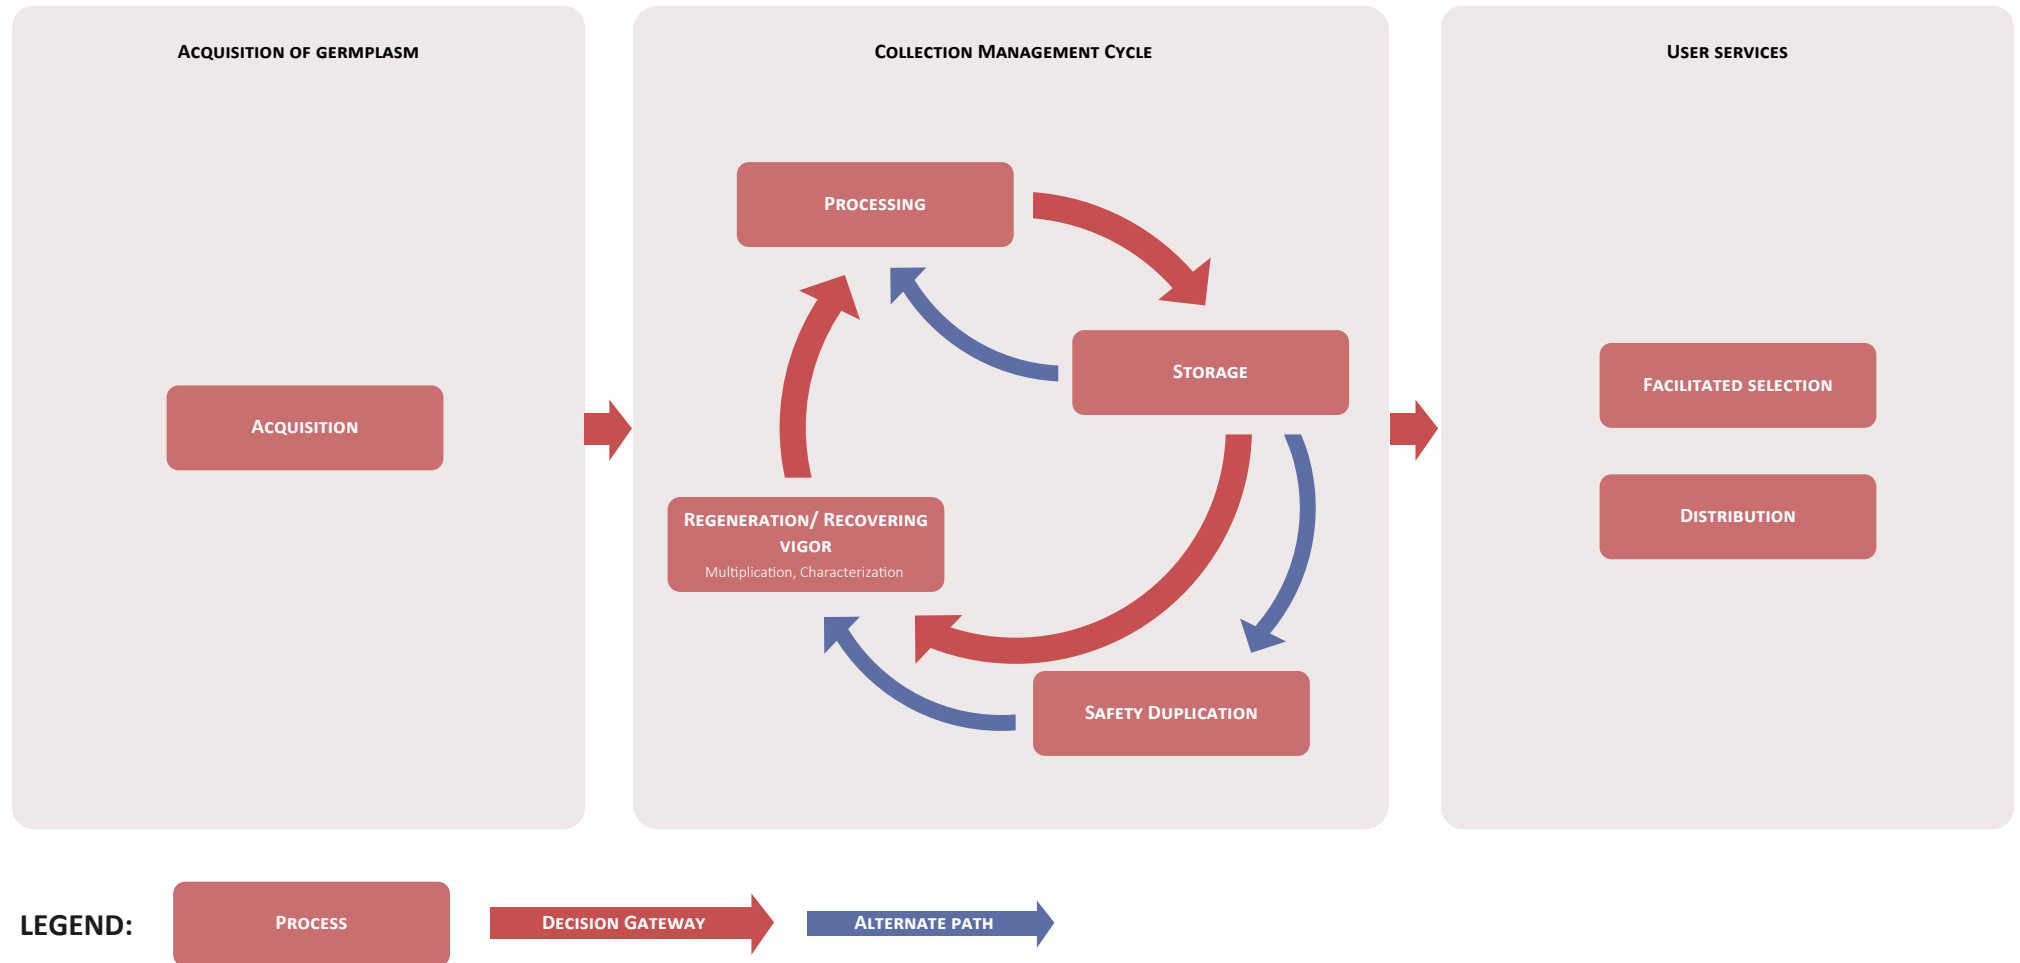 Acquisition of germplasm
Collection Management Cycle
User services
Processing
Storage
Acquisition
Facilitated selection
Distribution
Regeneration/ Recovering
vigor
Multiplication, Characterization
Safety Duplication
LEGEND:
Process
Decision Gateway
Alternate path